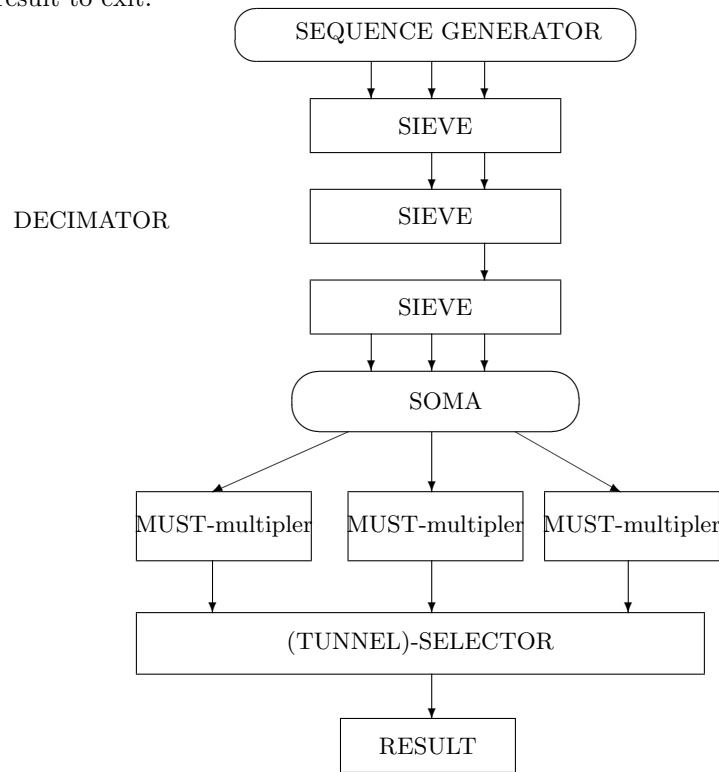 result to exit.
SEQUENCE GENERATOR
SIEVE
DECIMATOR
SIEVE
SIEVE
SOMA
MUST-multipler MUST-multipler MUST-multipler
(TUNNEL)-SELECTOR
RESULT